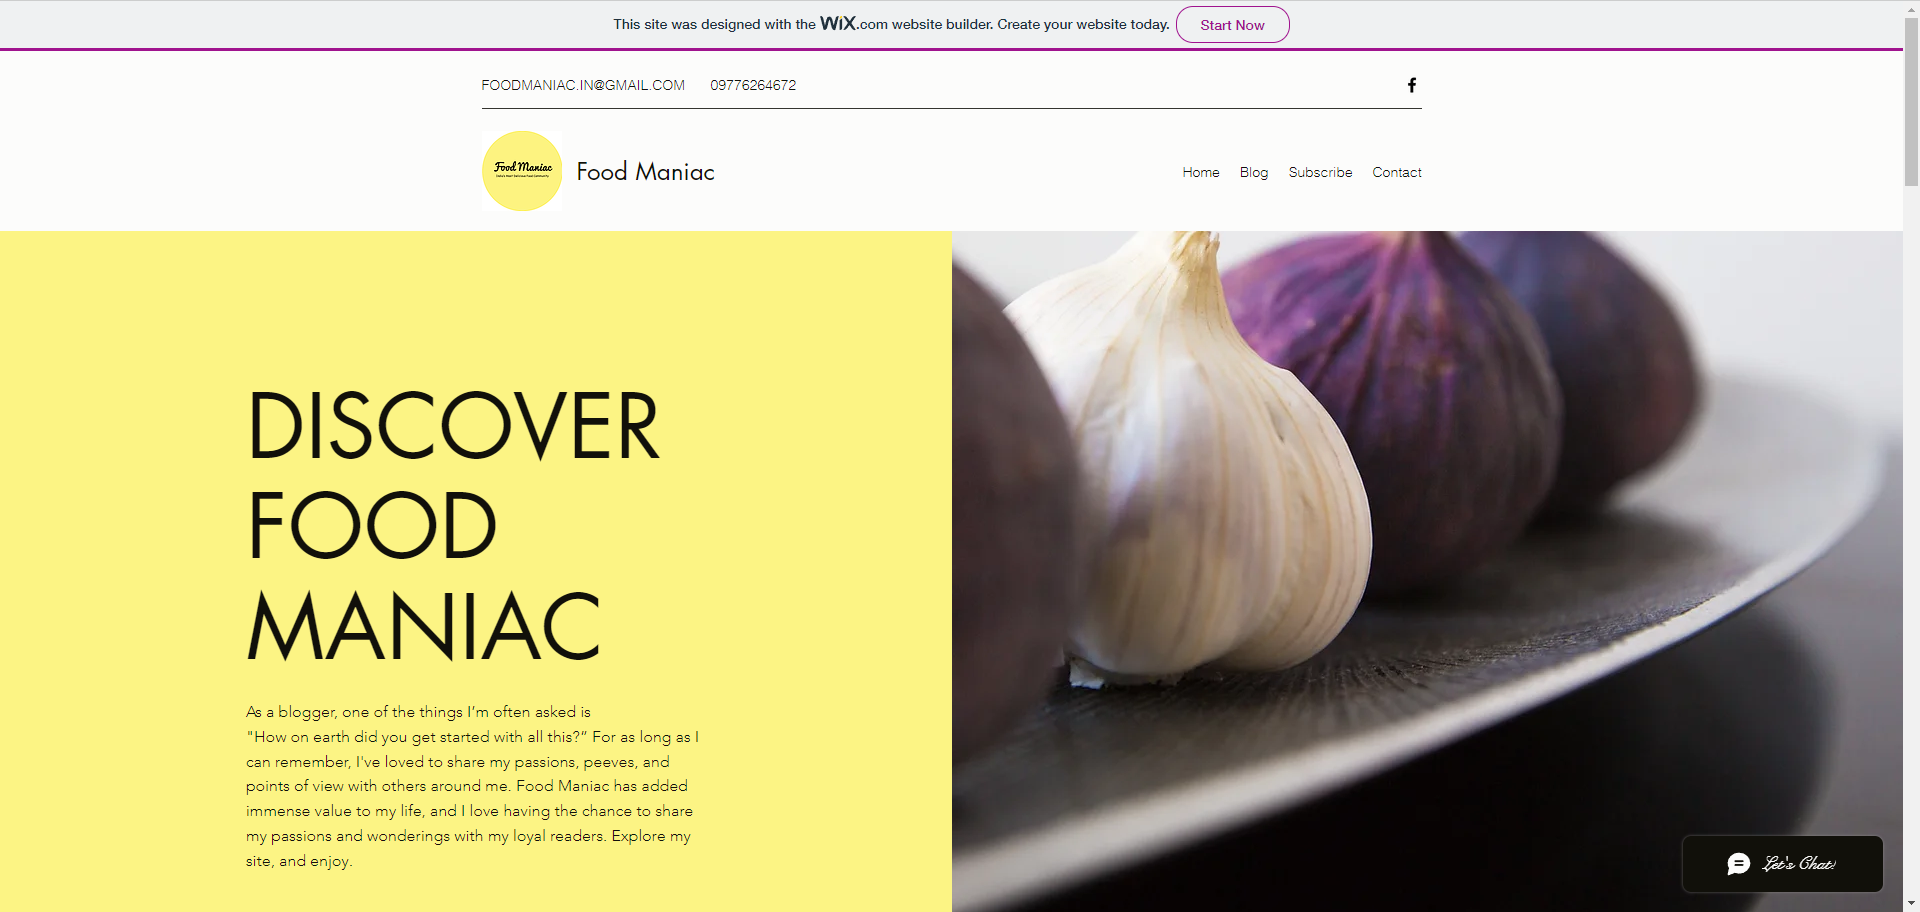 This site was designed with the WiX.com website builder. Create your website today. Start Now
FOODMANIAC.IN@GMAIL.COM 09776264672
Food Maniac
India's Most Delicious Food Community
Food Maniac
Home Blog Subscribe Contact
DISCOVER
FOOD
MANIAC
As a blogger, one of the things I’m often asked is
"How on earth did you get started with all this?” For as long as I
can remember, I've loved to share my passions, peeves, and
points of view with others around me. Food Maniac has added
immense value to my life, and I love having the chance to share
my passions and wonderings with my loyal readers. Explore my
site, and enjoy.
Let's Chat!